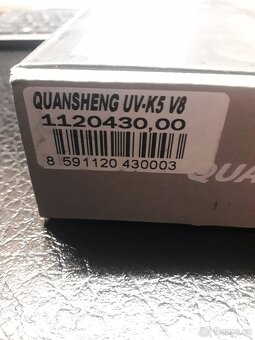 QUANSHENG UV-K5 V8
1120430,00
8 591120 430003
QUA